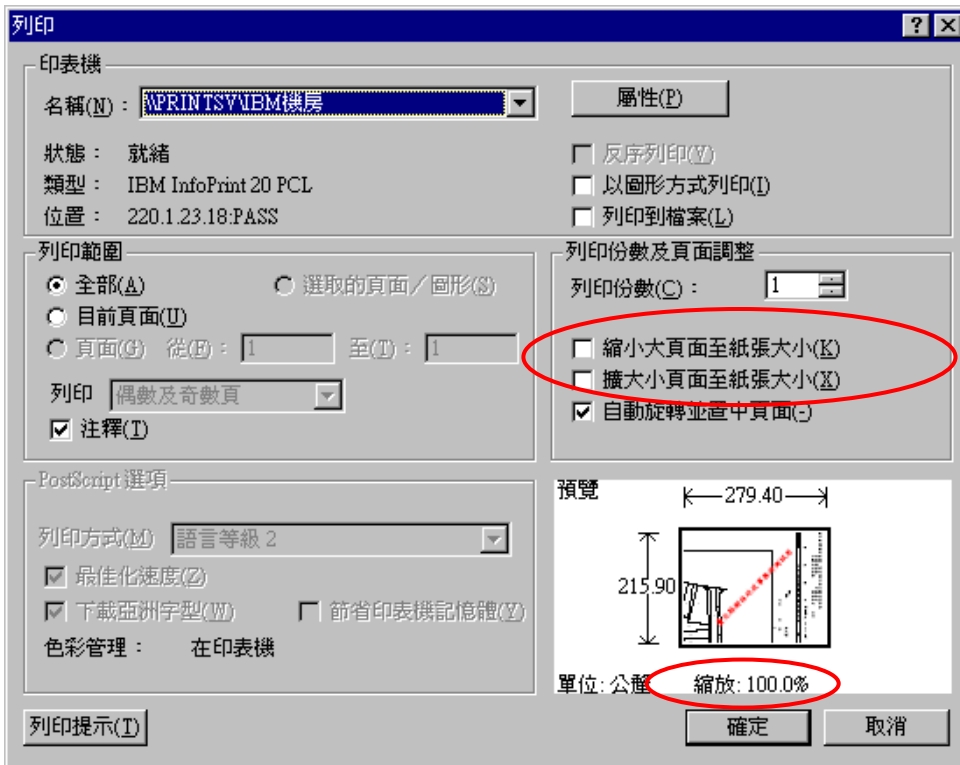 列印
印表機
名稱(N)： \\PRINTSV\IBM機房 屬性(P)
狀態： 就緒 反序列印(V)
類型： IBM InfoPrint 20 PCL 以圖形方式列印(I)
位置： 220.1.23.18:PASS 列印到檔案(L)
列印範圍 列印份數及頁面調整
全部(A) 選取的頁面／圖形(S) 列印份數(C)： 1
目前頁面(U)
頁面(G) 從(F)： 1 至(T)： 1 縮小大頁面至紙張大小(K)
擴大小頁面至紙張大小(X)
列印 偶數及奇數頁 自動旋轉並置中頁面(-)
注釋(T)
PostScript 選項 預覽 279.40
列印方式(M) 語言等級 2
最佳化速度(Z) 215.90
下載亞洲字型(W) 節省印表機記憶體(Y)
色彩管理： 在印表機
單位: 公釐 縮放: 100.0%
列印提示(T) 確定 取消